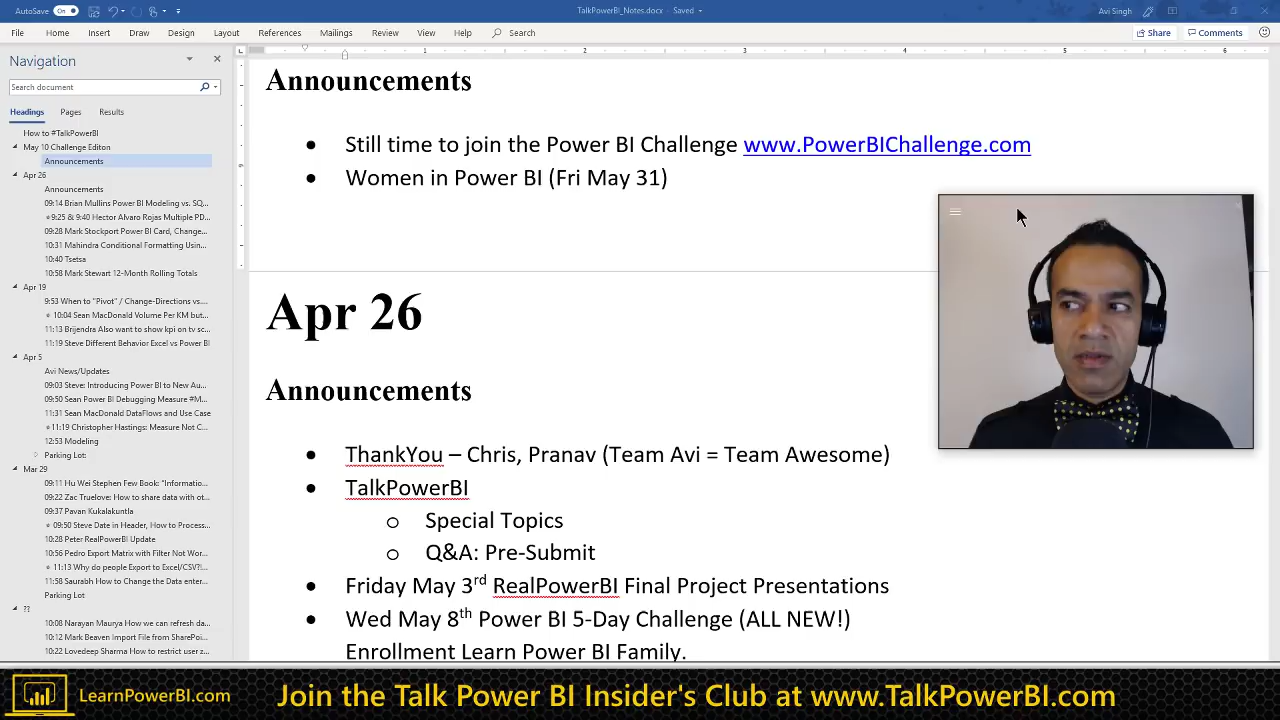 AutoSave On
TalkPowerBI_Notes.docx - Saved
Avi Singh
File Home Insert Draw Design Layout References Mailings Review View Help Search
Share Comments
Navigation
Search document
Headings Pages Results
How to #TalkPowerBI
May 10 Challenge Editon
Announcements
Apr 26
Announcements
09:14 Brian Mullins Power BI Modeling vs. SQ...
9:25 & 9:40 Hector Alvaro Rojas Multiple PD...
09:28 Mark Stockport Power BI Card, Change...
10:31 Mahindra Conditional Formatting Usin...
10:40 Tsetsa
10:58 Mark Stewart 12-Month Rolling Totals
Apr 19
9:53 When to "Pivot" / Change-Directions vs....
10:04 Sean MacDonald Volume Per KM but...
11:13 Brijendra Also want to show kpi on tv sc...
11:19 Steve Different Behavior Excel vs Power BI
Apr 5
Avi News/Updates
09:03 Steve: Introducing Power BI to New Au...
09:50 Sean Power BI Debugging Measure #M...
11:31 Sean MacDonald DataFlows and Use Case
11:19 Christopher Hastings: Measure Not C...
12:53 Modeling
Parking Lot:
Mar 29
09:11 Hu Wei Stephen Few Book: "Informatio...
09:22 Zac Truelove: How to share data with ot...
09:37 Pavan Kukalakuntla
09:50 Steve Date in Header, How to Process...
10:28 Peter RealPowerBI Update
10:56 Pedro Export Matrix with Filter Not Wor...
11:13 Why do people Export to Excel/CSV?!...
11:58 Saurabh How to Change the Data enter...
Parking Lot
??
10:08 Narayan Maurya How we can refresh da...
10:12 Mark Beaven Import File from SharePoi...
10:22 Lovedeep Sharma How to restrict user z...
1 2 3 4 5 6
Announcements
• Still time to join the Power BI Challenge www.PowerBIChallenge.com
• Women in Power BI (Fri May 31)
Apr 26
Announcements
• ThankYou – Chris, Pranav (Team Avi = Team Awesome)
• TalkPowerBI
o Special Topics
o Q&A: Pre-Submit
• Friday May 3rd RealPowerBI Final Project Presentations
• Wed May 8th Power BI 5-Day Challenge (ALL NEW!)
Enrollment Learn Power BI Family.
LearnPowerBI.com
Join the Talk Power BI Insider's Club at www.TalkPowerBI.com